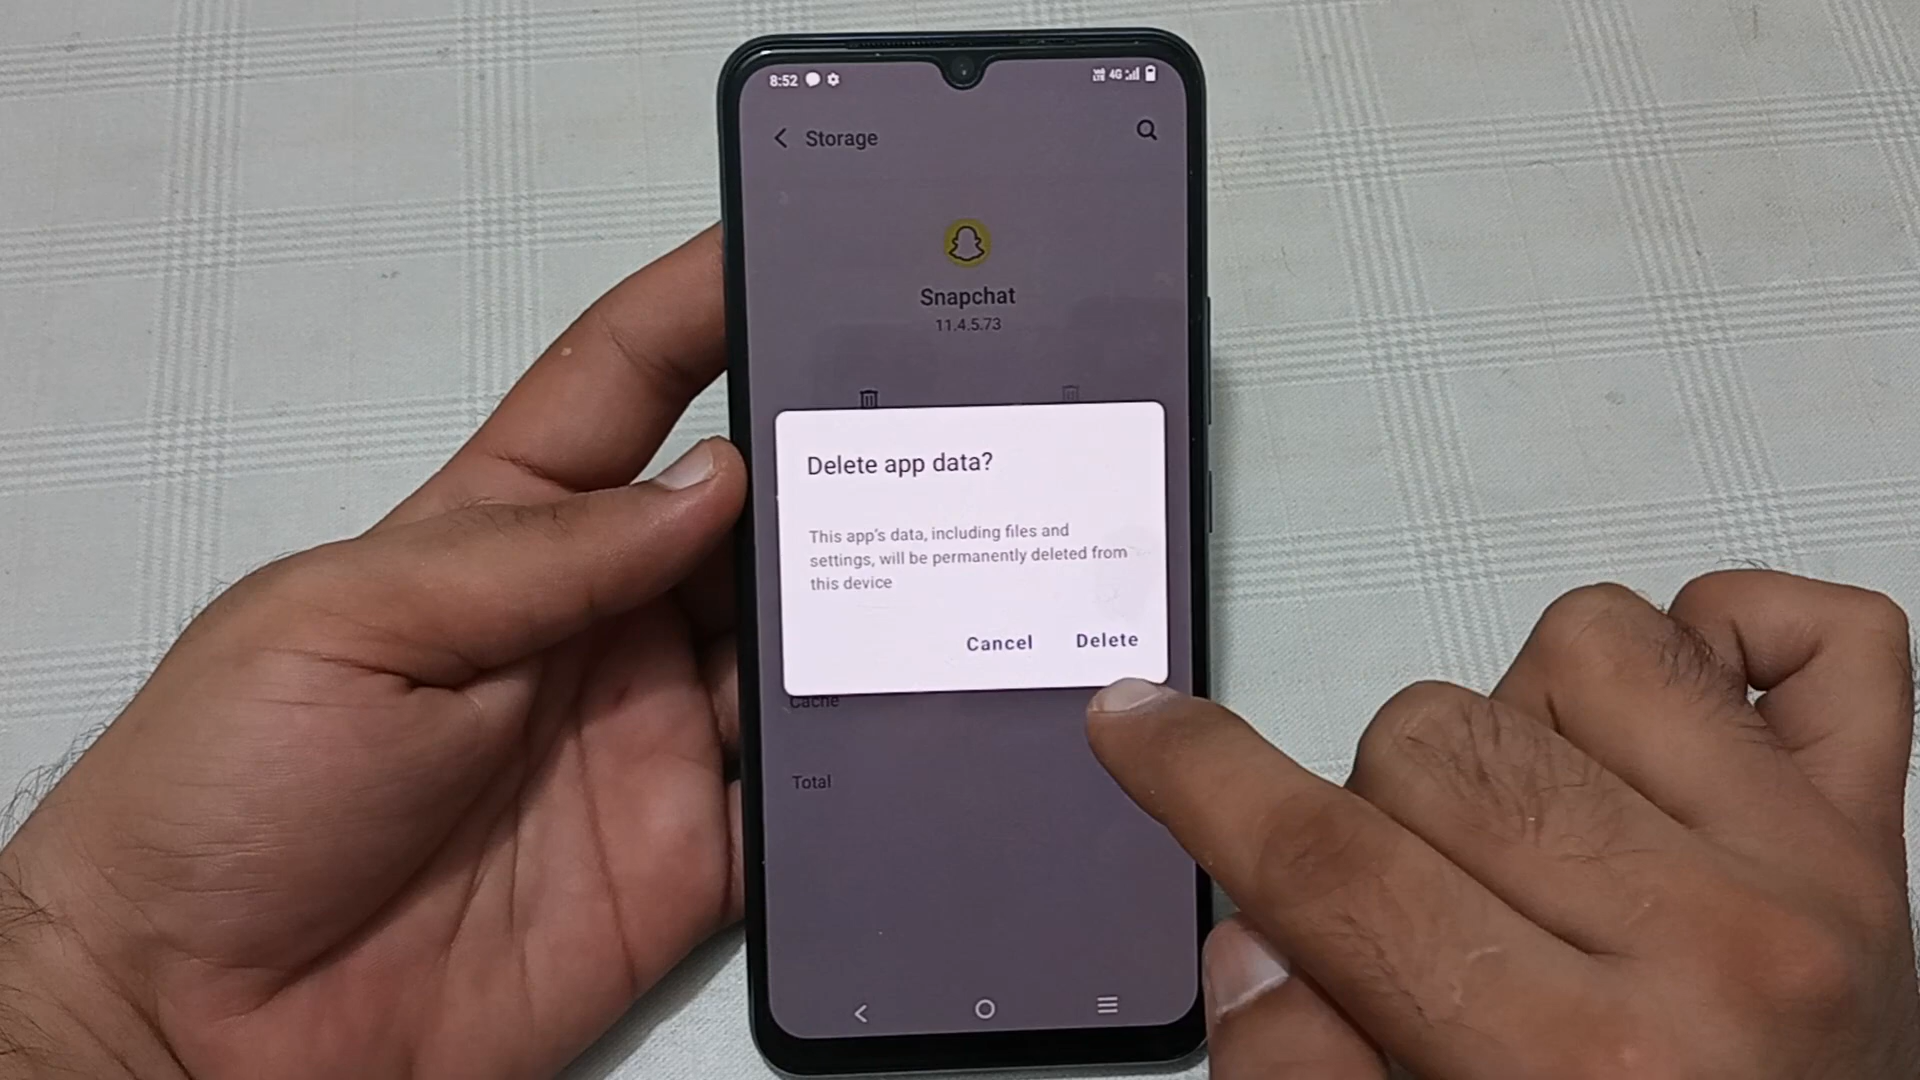 8:52
4G
Storage
Snapchat
11.4.5.73
Delete app data?
This app's data, including files and
settings, will be permanently deleted from
this device
Cancel Delete
Cache
Total